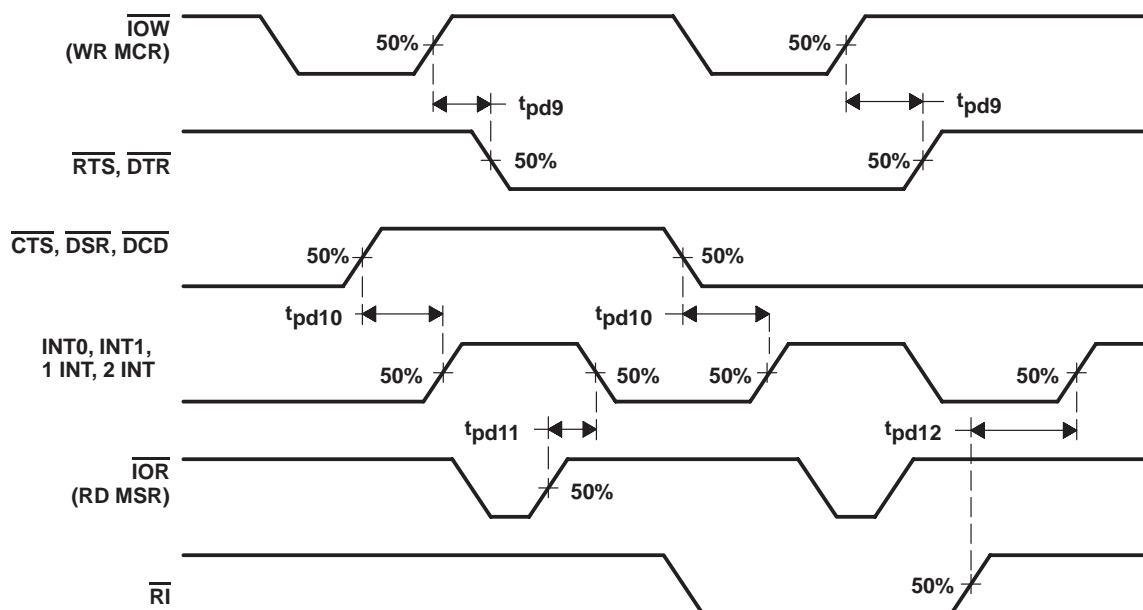 IOW
(WR MCR)
50%
50%
tpd9
tpd9
RTS, DTR
50%
50%
CTS, DSR, DCD
50%
50%
tpd10
tpd10
INT0, INT1,
1 INT, 2 INT
50%
50%
50%
50%
tpd11
tpd12
IOR
(RD MSR)
50%
RI
50%